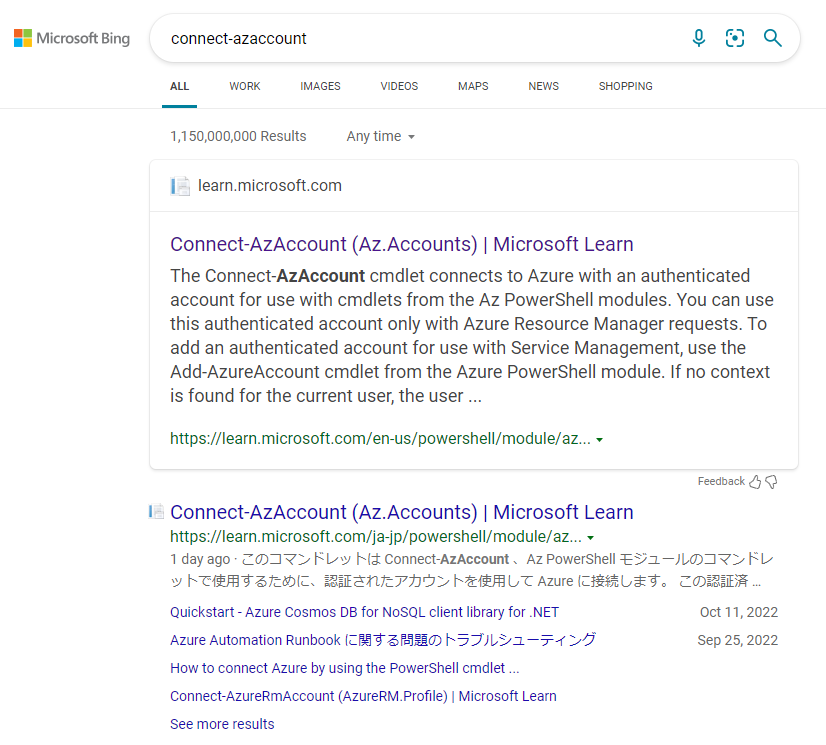 Microsoft Bing
connect-azaccount
ALL WORK IMAGES VIDEOS MAPS NEWS SHOPPING
1,150,000,000 Results Any time
learn.microsoft.com
Connect-AzAccount (Az.Accounts) | Microsoft Learn
The Connect-AzAccount cmdlet connects to Azure with an authenticated
account for use with cmdlets from the Az PowerShell modules. You can use
this authenticated account only with Azure Resource Manager requests. To
add an authenticated account for use with Service Management, use the
Add-AzureAccount cmdlet from the Azure PowerShell module. If no context
is found for the current user, the user ...
https://learn.microsoft.com/en-us/powershell/module/az...
Feedback
Connect-AzAccount (Az.Accounts) | Microsoft Learn
https://learn.microsoft.com/ja-jp/powershell/module/az...
1 day ago · このコマンドレットは Connect-AzAccount 、Az PowerShell モジュールのコマンドレ
ットで使用するために、認証されたアカウントを使用して Azure に接続します。 この認証済 ...
Quickstart - Azure Cosmos DB for NoSQL client library for .NET Oct 11, 2022
Azure Automation Runbook に関する問題のトラブルシューティング Sep 25, 2022
How to connect Azure by using the PowerShell cmdlet ...
Connect-AzureRmAccount (AzureRM.Profile) | Microsoft Learn
See more results